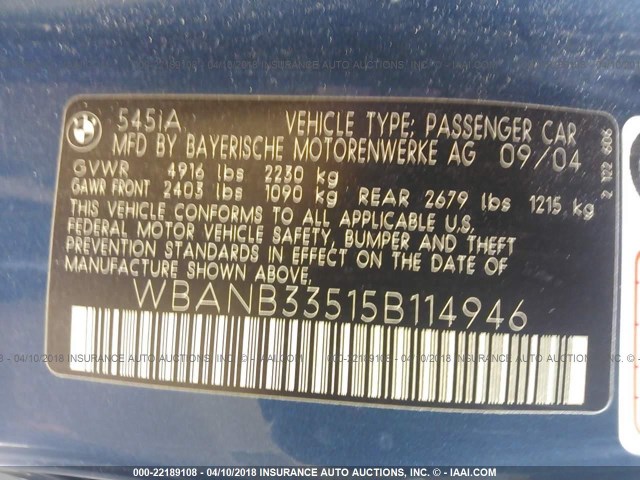 545iA VEHICLE TYPE: PASSENGER CAR
MFD BY BAYERISCHE MOTORENWERKE AG 09/04
GVWR 4916 lbs 2230 kg
GAWR FRONT 2403 lbs 1090 kg REAR 2679 lbs 1215 kg
THIS VEHICLE CONFORMS TO ALL APPLICABLE U.S.
FEDERAL MOTOR VEHICLE SAFETY, BUMPER AND THEFT
PREVENTION STANDARDS IN EFFECT ON THE DATE OF
MANUFACTURE SHOWN ABOVE.
WBANB33515B114946
2 122 606
000-22189108 - 04/10/2018 INSURANCE AUTO AUCTIONS, INC. - © - IAAI.COM